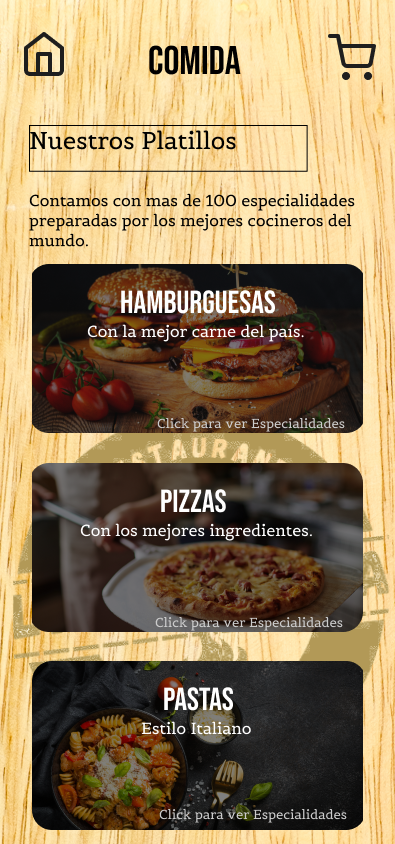 COMIDA
Nuestros Platillos
Contamos con mas de 100 especialidades
preparadas por los mejores cocineros del
mundo.
HAMBURGUESAS
Con la mejor carne del país.
Click para ver Especialidades
PIZZAS
Con los mejores ingredientes.
Click para ver Especialidades
PASTAS
Estilo Italiano
Click para ver Especialidades